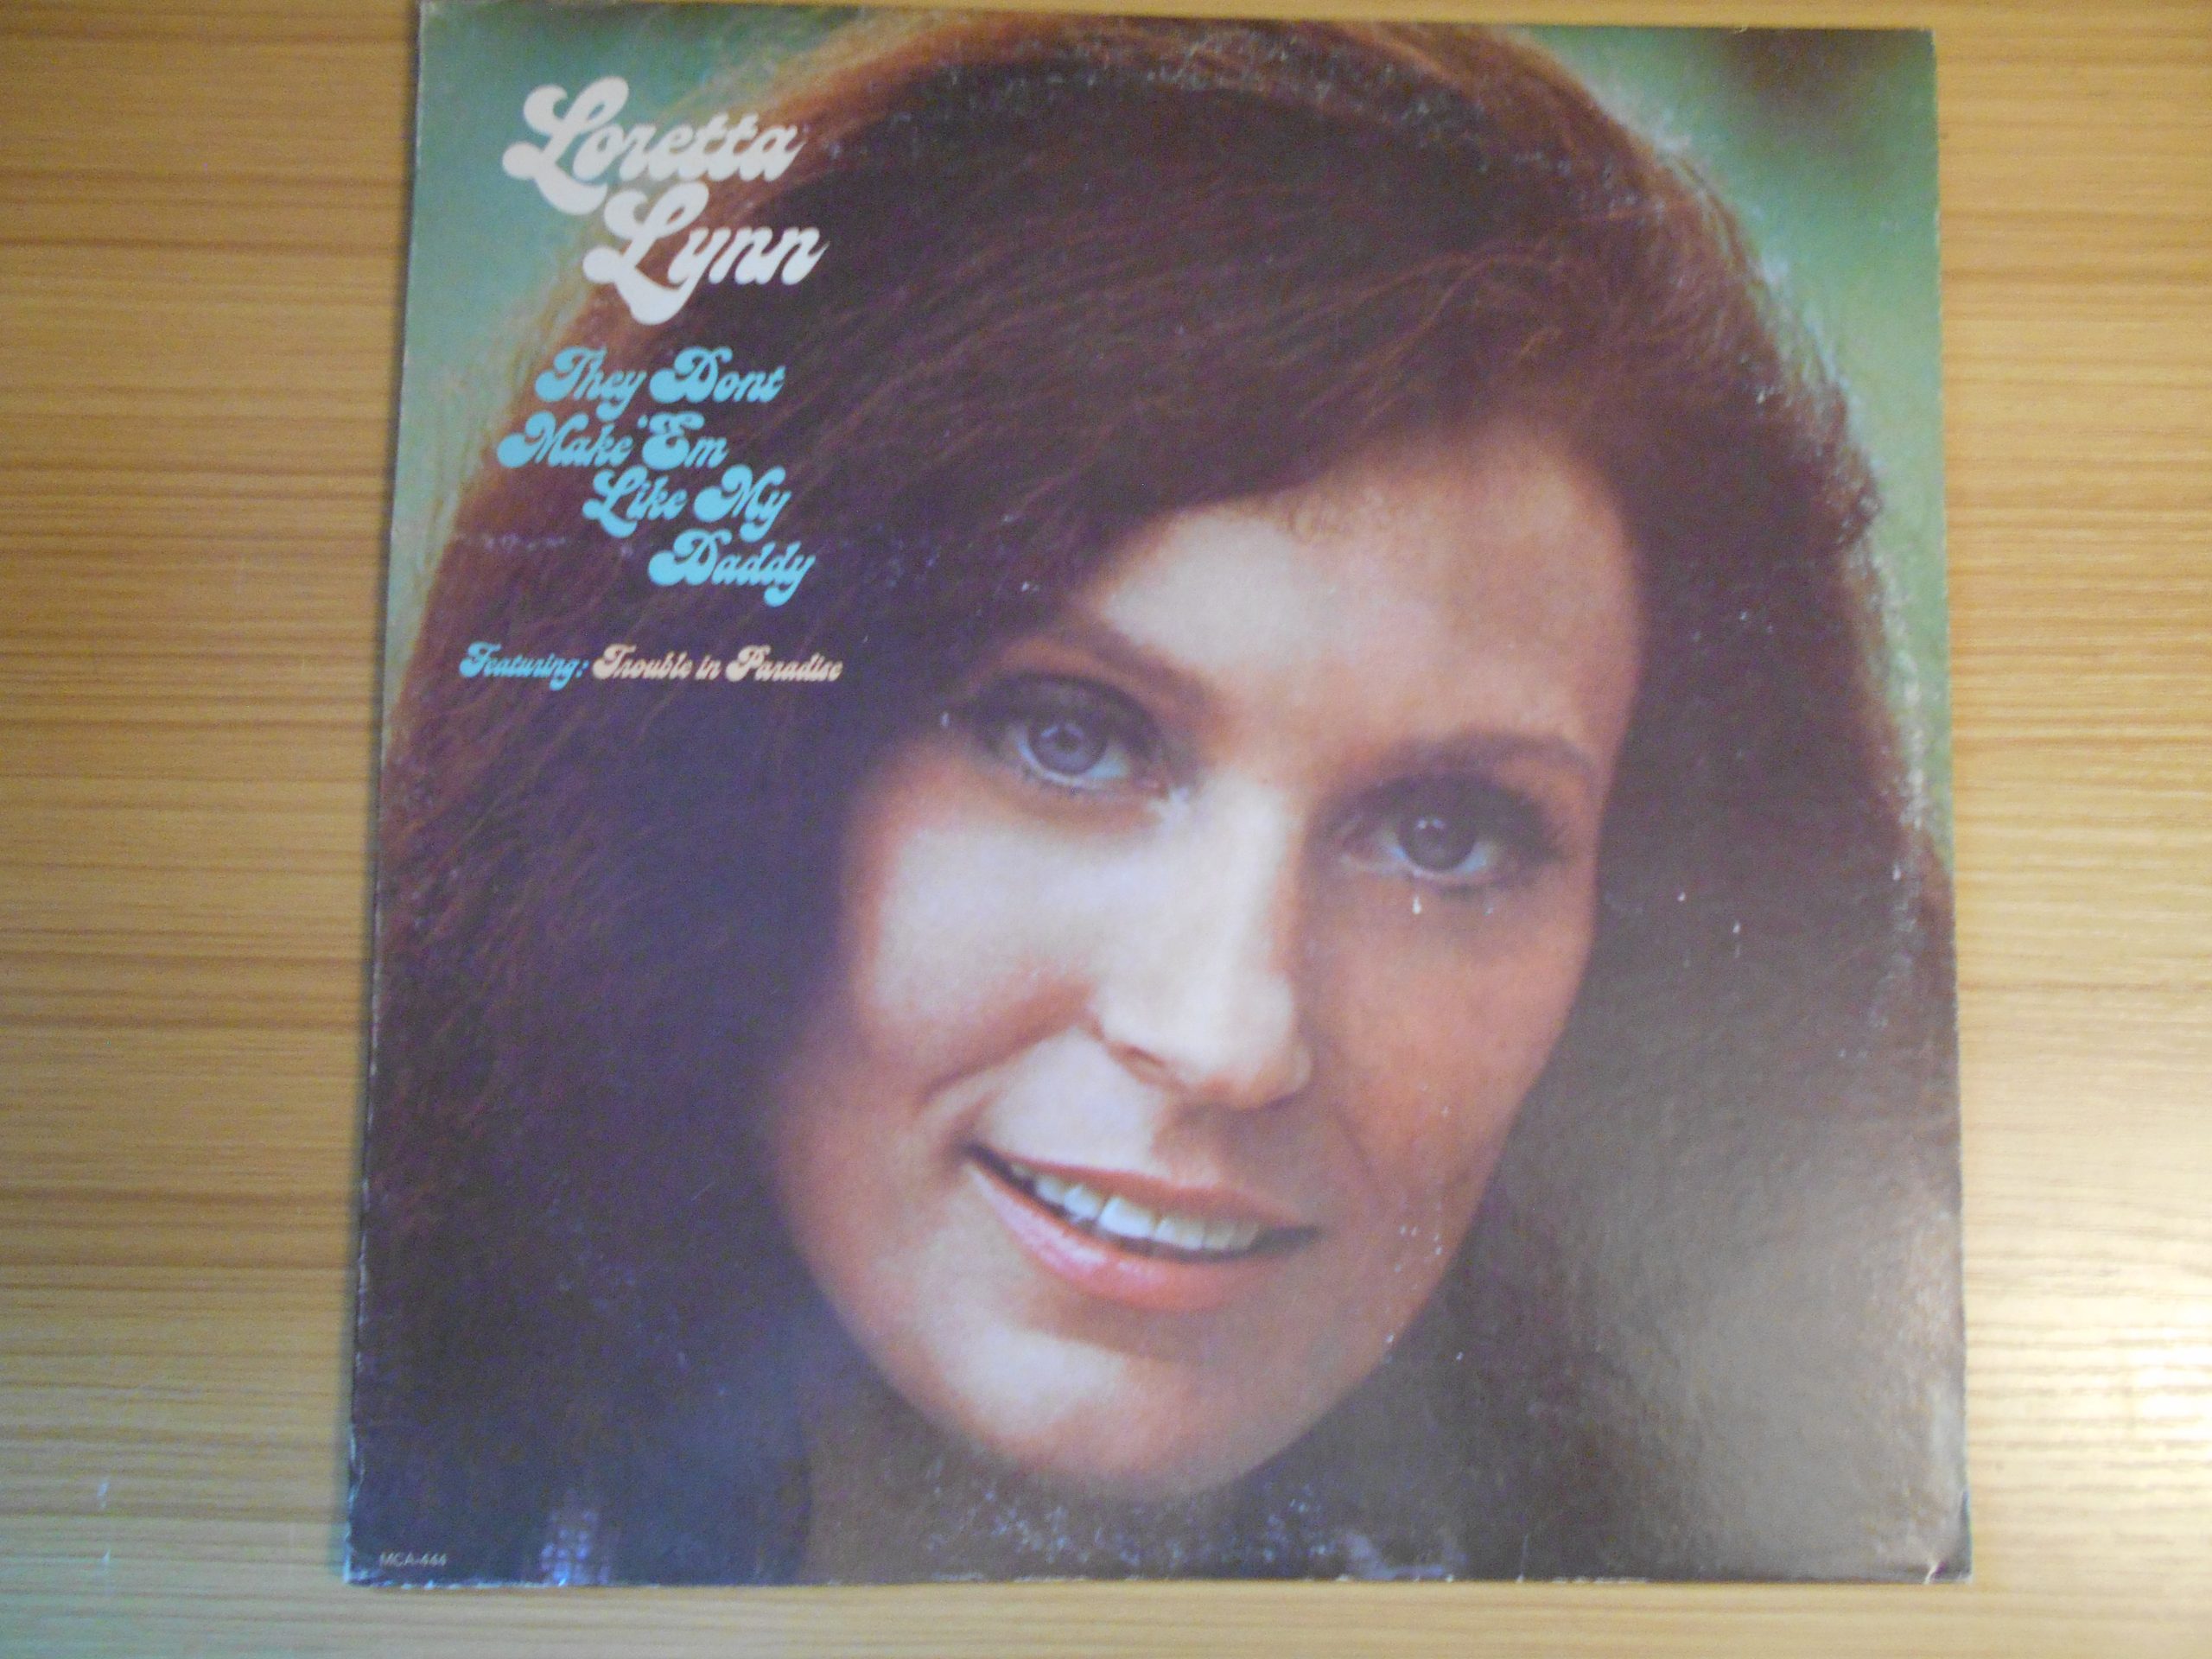 Loretta
Lynn
They Dont
Make 'Em
Like My
Daddy
Featuring: Trouble in Paradise
MCA-444